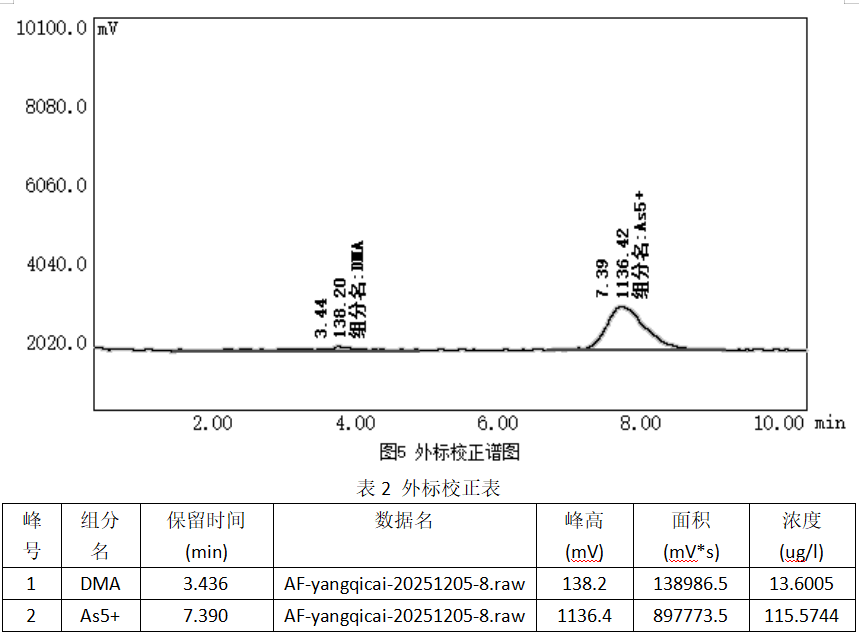 10100.0
mV
8080.0
6060.0
4040.0
2020.0
3.44
138.20
组分名:DMA
7.39
1136.42
组分名:As5+
2.00 4.00 6.00 8.00 10.00 min
图5 外标校正谱图
表 2 外标校正表
峰号 组分名 保留时间(min) 数据名 峰高(mV) 面积(mV*s) 浓度(ug/l)
1 DMA 3.436 AF-yangqicai-20251205-8.raw 138.2 138986.5 13.6005
2 As5+ 7.390 AF-yangqicai-20251205-8.raw 1136.4 897773.5 115.5744